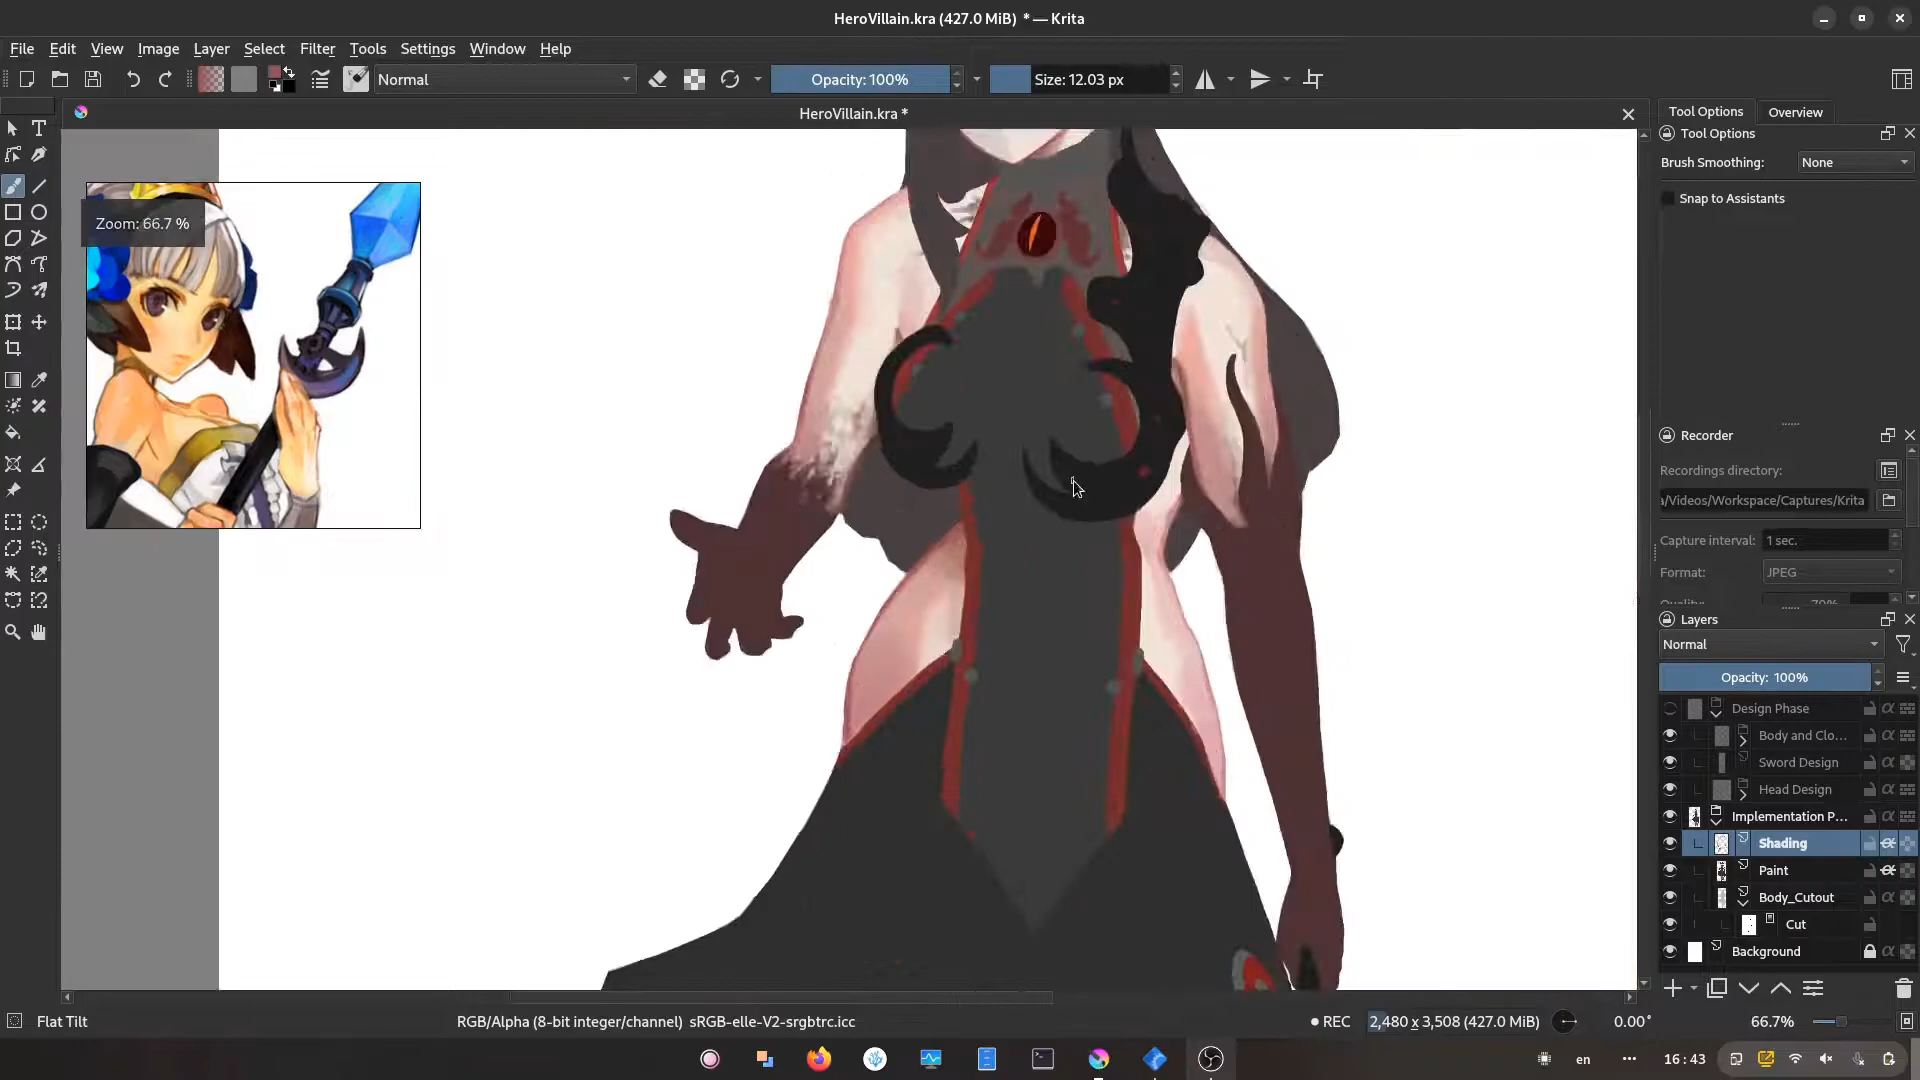 HeroVillain.kra (427.0 MiB) * — Krita
File Edit View Image Layer Select Filter Tools Settings Window Help
Normal
Opacity: 100%
Size: 12.03 px
HeroVillain.kra *
Tool Options
Overview
Tool Options
Brush Smoothing:
None
Snap to Assistants
Zoom: 66.7 %
Recorder
Recordings directory:
/Videos/Workspace/Captures/Krita
Capture interval:
1 sec.
Format:
JPEG
Layers
Normal
Opacity: 100%
Design Phase
Body and Clo...
Sword Design
Head Design
Implementation P...
Shading
Paint
Body_Cutout
Cut
Background
Flat Tilt
RGB/Alpha (8-bit integer/channel) sRGB-elle-V2-srgbtrc.icc
REC
2,480 x 3,508 (427.0 MiB)
0.00°
66.7%
en
16:43